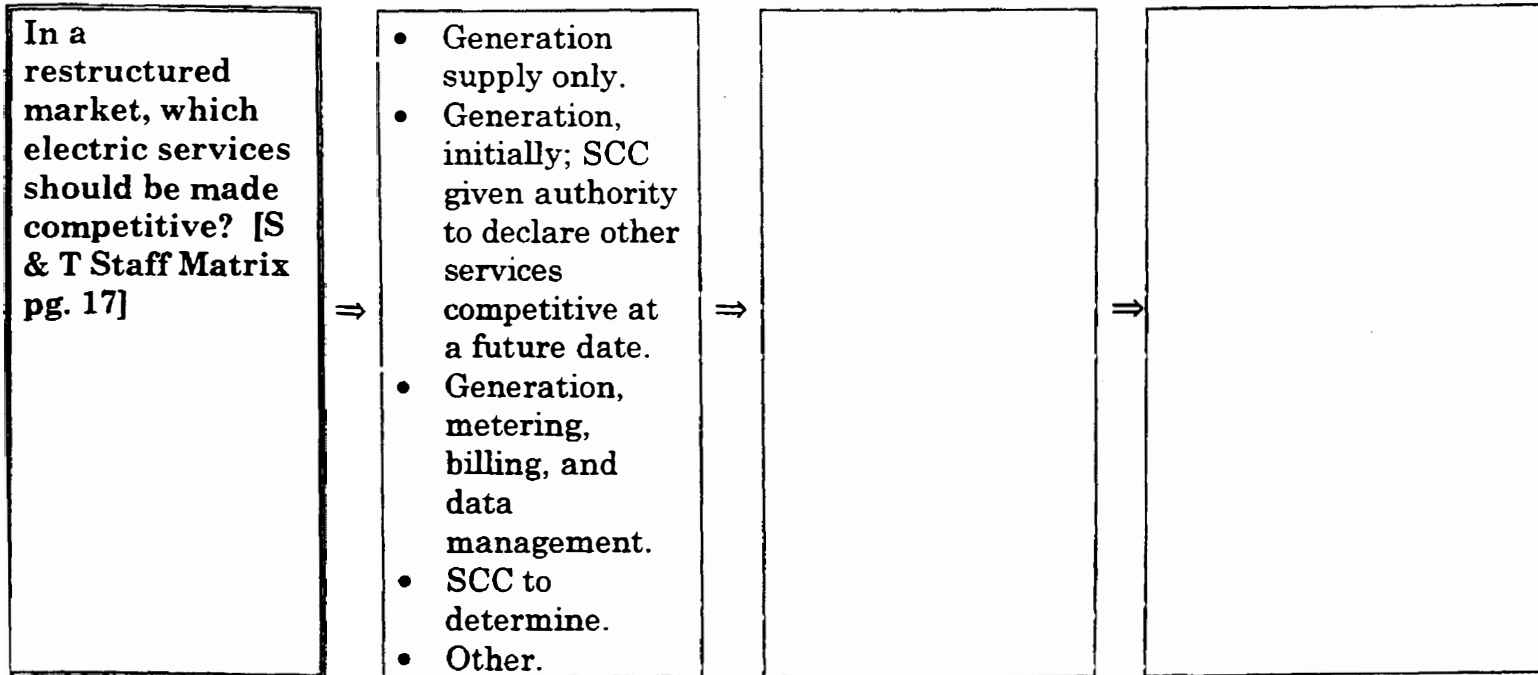 In a
restructured
market, which
electric services
should be made
competitive? [S
& T Staff Matrix
pg. 17]
⇒
• Generation
supply only.
• Generation,
initially; SCC
given authority
to declare other
services
competitive at
a future date.
• Generation,
metering,
billing, and
data
management.
• SCC to
determine.
• Other.
⇒
⇒